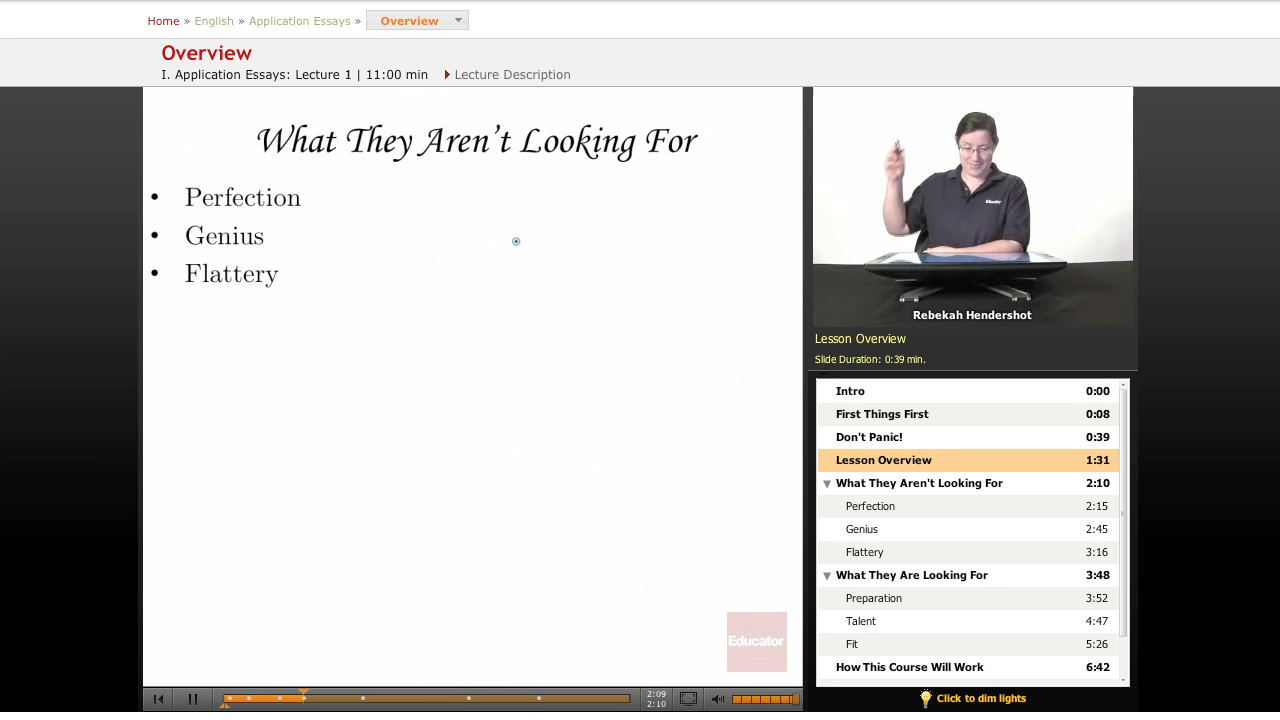 Home » English » Application Essays » Overview
Overview
I. Application Essays: Lecture 1 | 11:00 min Lecture Description
What They Aren't Looking For
• Perfection
• Genius
• Flattery
Educator
2:09
2:10
Rebekah Hendershot
Lesson Overview
Slide Duration: 0:39 min.
Intro 0:00
First Things First 0:08
Don't Panic! 0:39
Lesson Overview 1:31
What They Aren't Looking For 2:10
Perfection 2:15
Genius 2:45
Flattery 3:16
What They Are Looking For 3:48
Preparation 3:52
Talent 4:47
Fit 5:26
How This Course Will Work 6:42
Click to dim lights